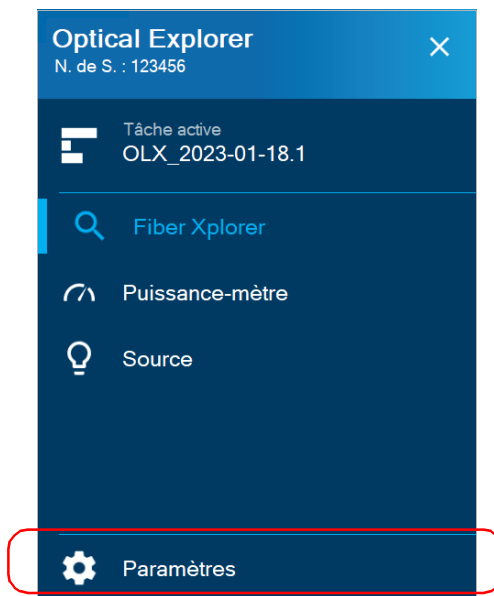 Optical Explorer
N. de S. : 123456
Tâche active
OLX_2023-01-18.1
Fiber Xplorer
Puissance-mètre
Source
Paramètres